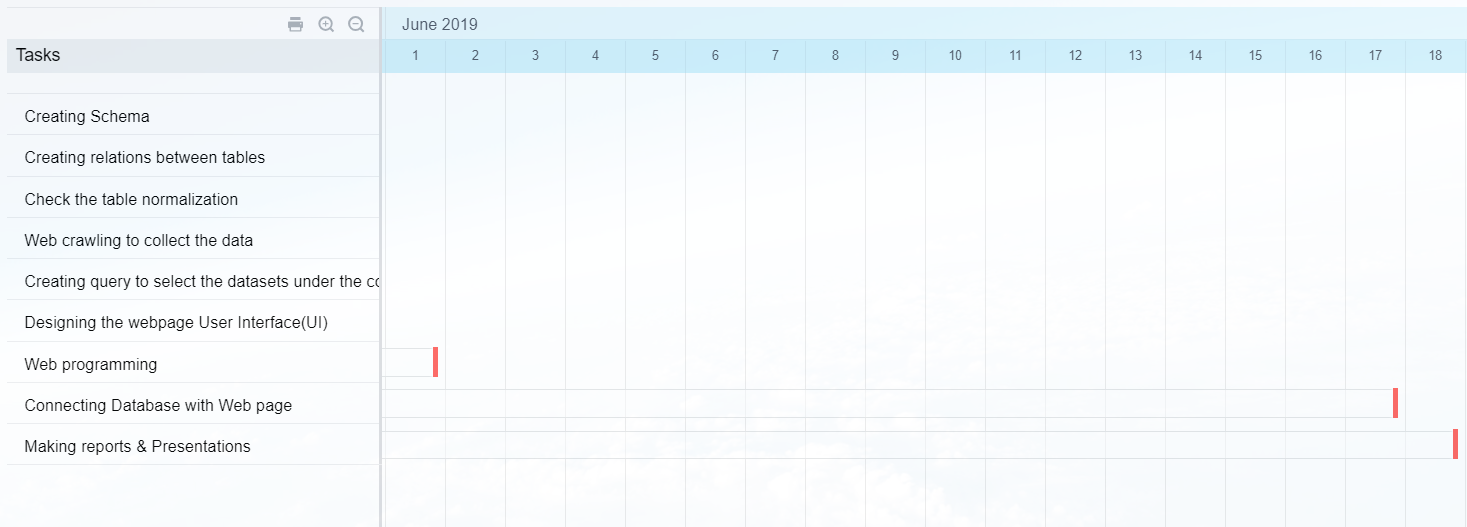 June 2019
Tasks
1 2 3 4 5 6 7 8 9 10 11 12 13 14 15 16 17 18
Creating Schema
Creating relations between tables
Check the table normalization
Web crawling to collect the data
Creating query to select the datasets under the
Designing the webpage User Interface(UI)
Web programming
Connecting Database with Web page
Making reports & Presentations